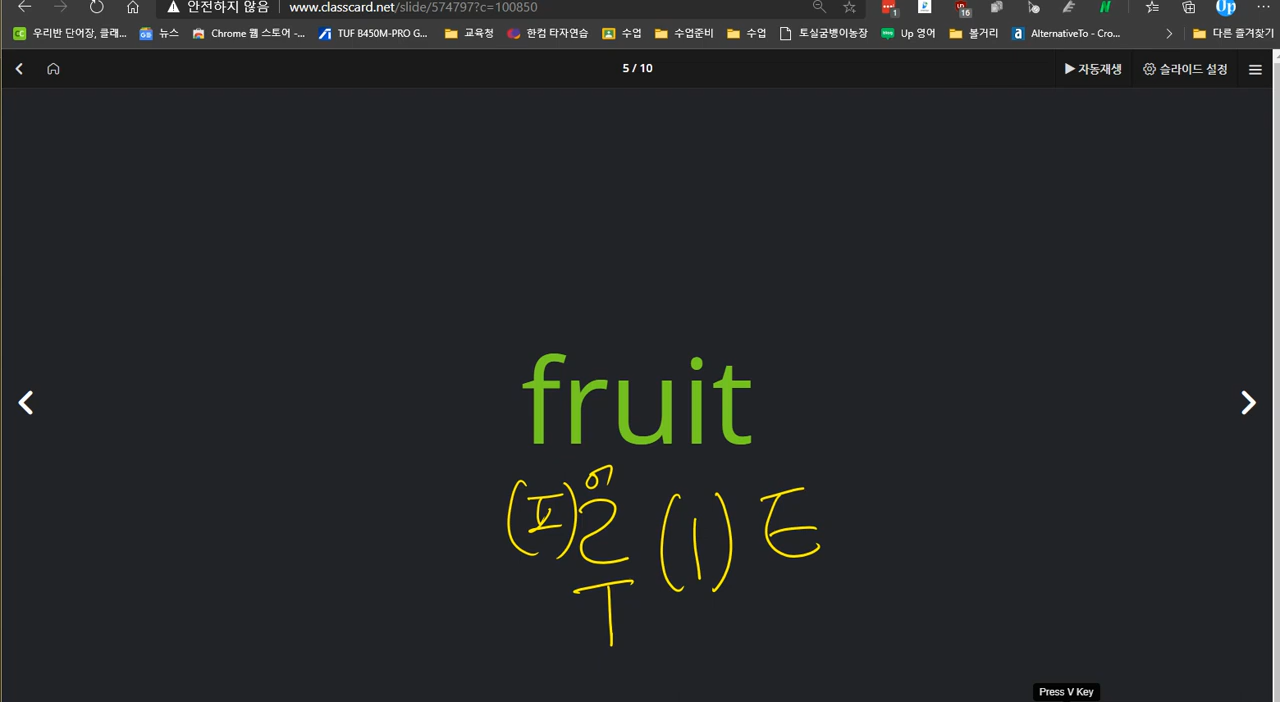 안전하지 않음 www.classcard.net/slide/574797?c=100850 1 16 Up
우리반 단어장, 클래... 뉴스 Chrome 웹 스토어 -... TUF B450M-PRO G... 교육정 한컴 타자연습 수업 수업준비 수업 토실굼벵이농장 Up 영어 볼거리 AlternativeTo - Cro... 다른 즐겨찾기
5 / 10 자동재생 슬라이드 설정
fruit
Press V Key